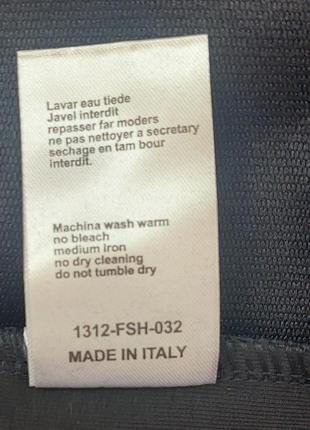 Lavar eau tiede
Javel interdit
repasser far moders
ne pas nettoyer a secretary
sechage en tam bour
interdit.
Machina wash warm
no bleach
medium iron
no dry cleaning
do not tumble dry
1312-FSH-032
MADE IN ITALY